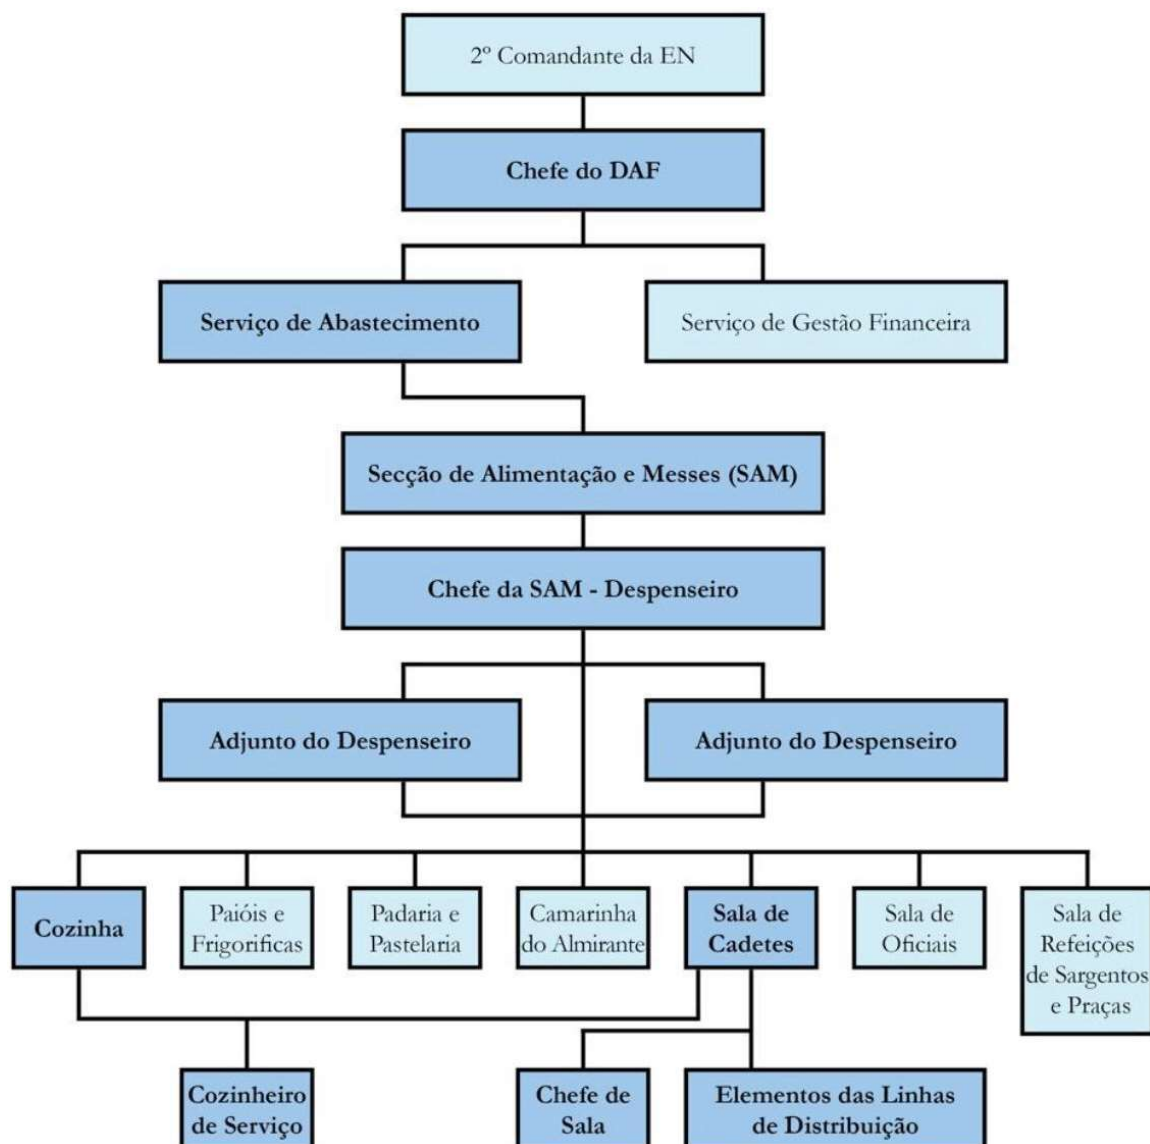 2º Comandante da EN
Chefe do DAF
Serviço de Abastecimento
Serviço de Gestão Financeira
Secção de Alimentação e Messes (SAM)
Chefe da SAM - Despenseiro
Adjunto do Despenseiro
Adjunto do Despenseiro
Cozinha
Paióis e
Frigorificas
Padaria e
Pastelaria
Camarinha
do Almirante
Sala de
Cadetes
Sala de
Oficiais
Sala de
Refeições
de Sargentos
e Praças
Cozinheiro
de Serviço
Chefe de
Sala
Elementos das Linhas
de Distribuição